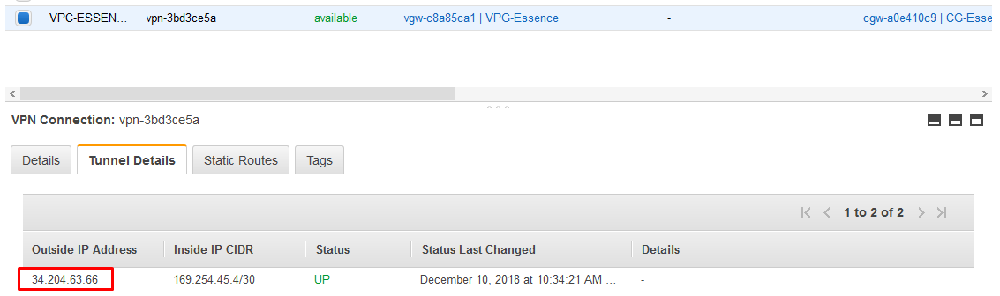 VPC-ESSEN... vpn-3bd3ce5a available vgw-c8a85ca1 | VPG-Essence - cgw-a0e410c9 | CG-Esse
VPN Connection: vpn-3bd3ce5a
Details Tunnel Details Static Routes Tags
1 to 2 of 2
Outside IP Address Inside IP CIDR Status Status Last Changed Details
34.204.63.66 169.254.45.4/30 UP December 10, 2018 at 10:34:21 AM ... -